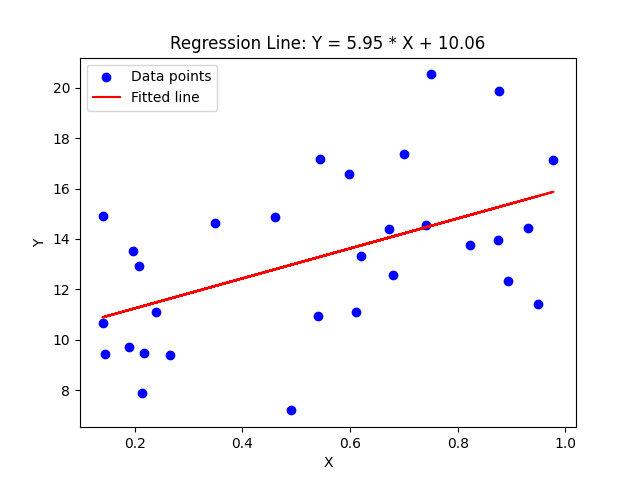 Regression Line: Y = 5.95 * X + 10.06
Data points
Fitted line
20
18
16
14
12
10
8
Y
0.2
0.4
0.6
0.8
1.0
X